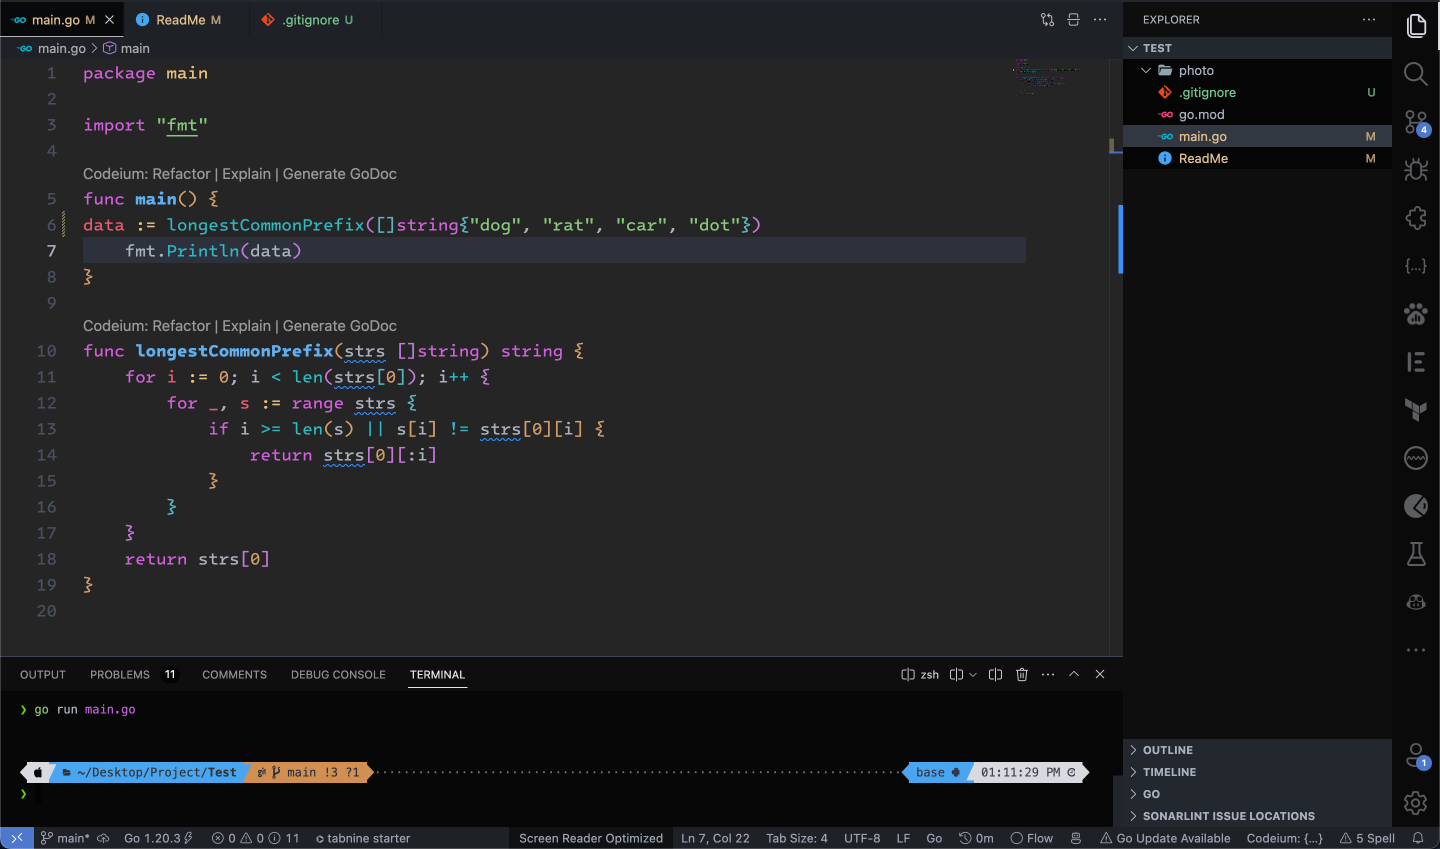 main.go M
ReadMe M
.gitignore U
main.go > main
1 package main
2
3 import "fmt"
4
Codeium: Refactor | Explain | Generate GoDoc
5 func main() {
6 data := longestCommonPrefix([]string{"dog", "rat", "car", "dot"})
7 fmt.Println(data)
8 }
9
Codeium: Refactor | Explain | Generate GoDoc
10 func longestCommonPrefix(strs []string) string {
11 for i := 0; i < len(strs[0]); i++ {
12 for _, s := range strs {
13 if i >= len(s) || s[i] != strs[0][i] {
14 return strs[0][:i]
15 }
16 }
17 }
18 return strs[0]
19 }
20
OUTPUT PROBLEMS 11 COMMENTS DEBUG CONSOLE TERMINAL
zsh
❯ go run main.go
~/Desktop/Project/Test main !3 ?1
base 01:11:29 PM
❯
EXPLORER
TEST
photo
.gitignore U
go.mod
main.go M
ReadMe M
OUTLINE
TIMELINE
GO
SONARLINT ISSUE LOCATIONS
4
{...}
1
main* Go 1.20.3 0 0 11 tabnine starter
Screen Reader Optimized Ln 7, Col 22 Tab Size: 4 UTF-8 LF Go 0m Flow Go Update Available Codeium: {...} 5 Spell